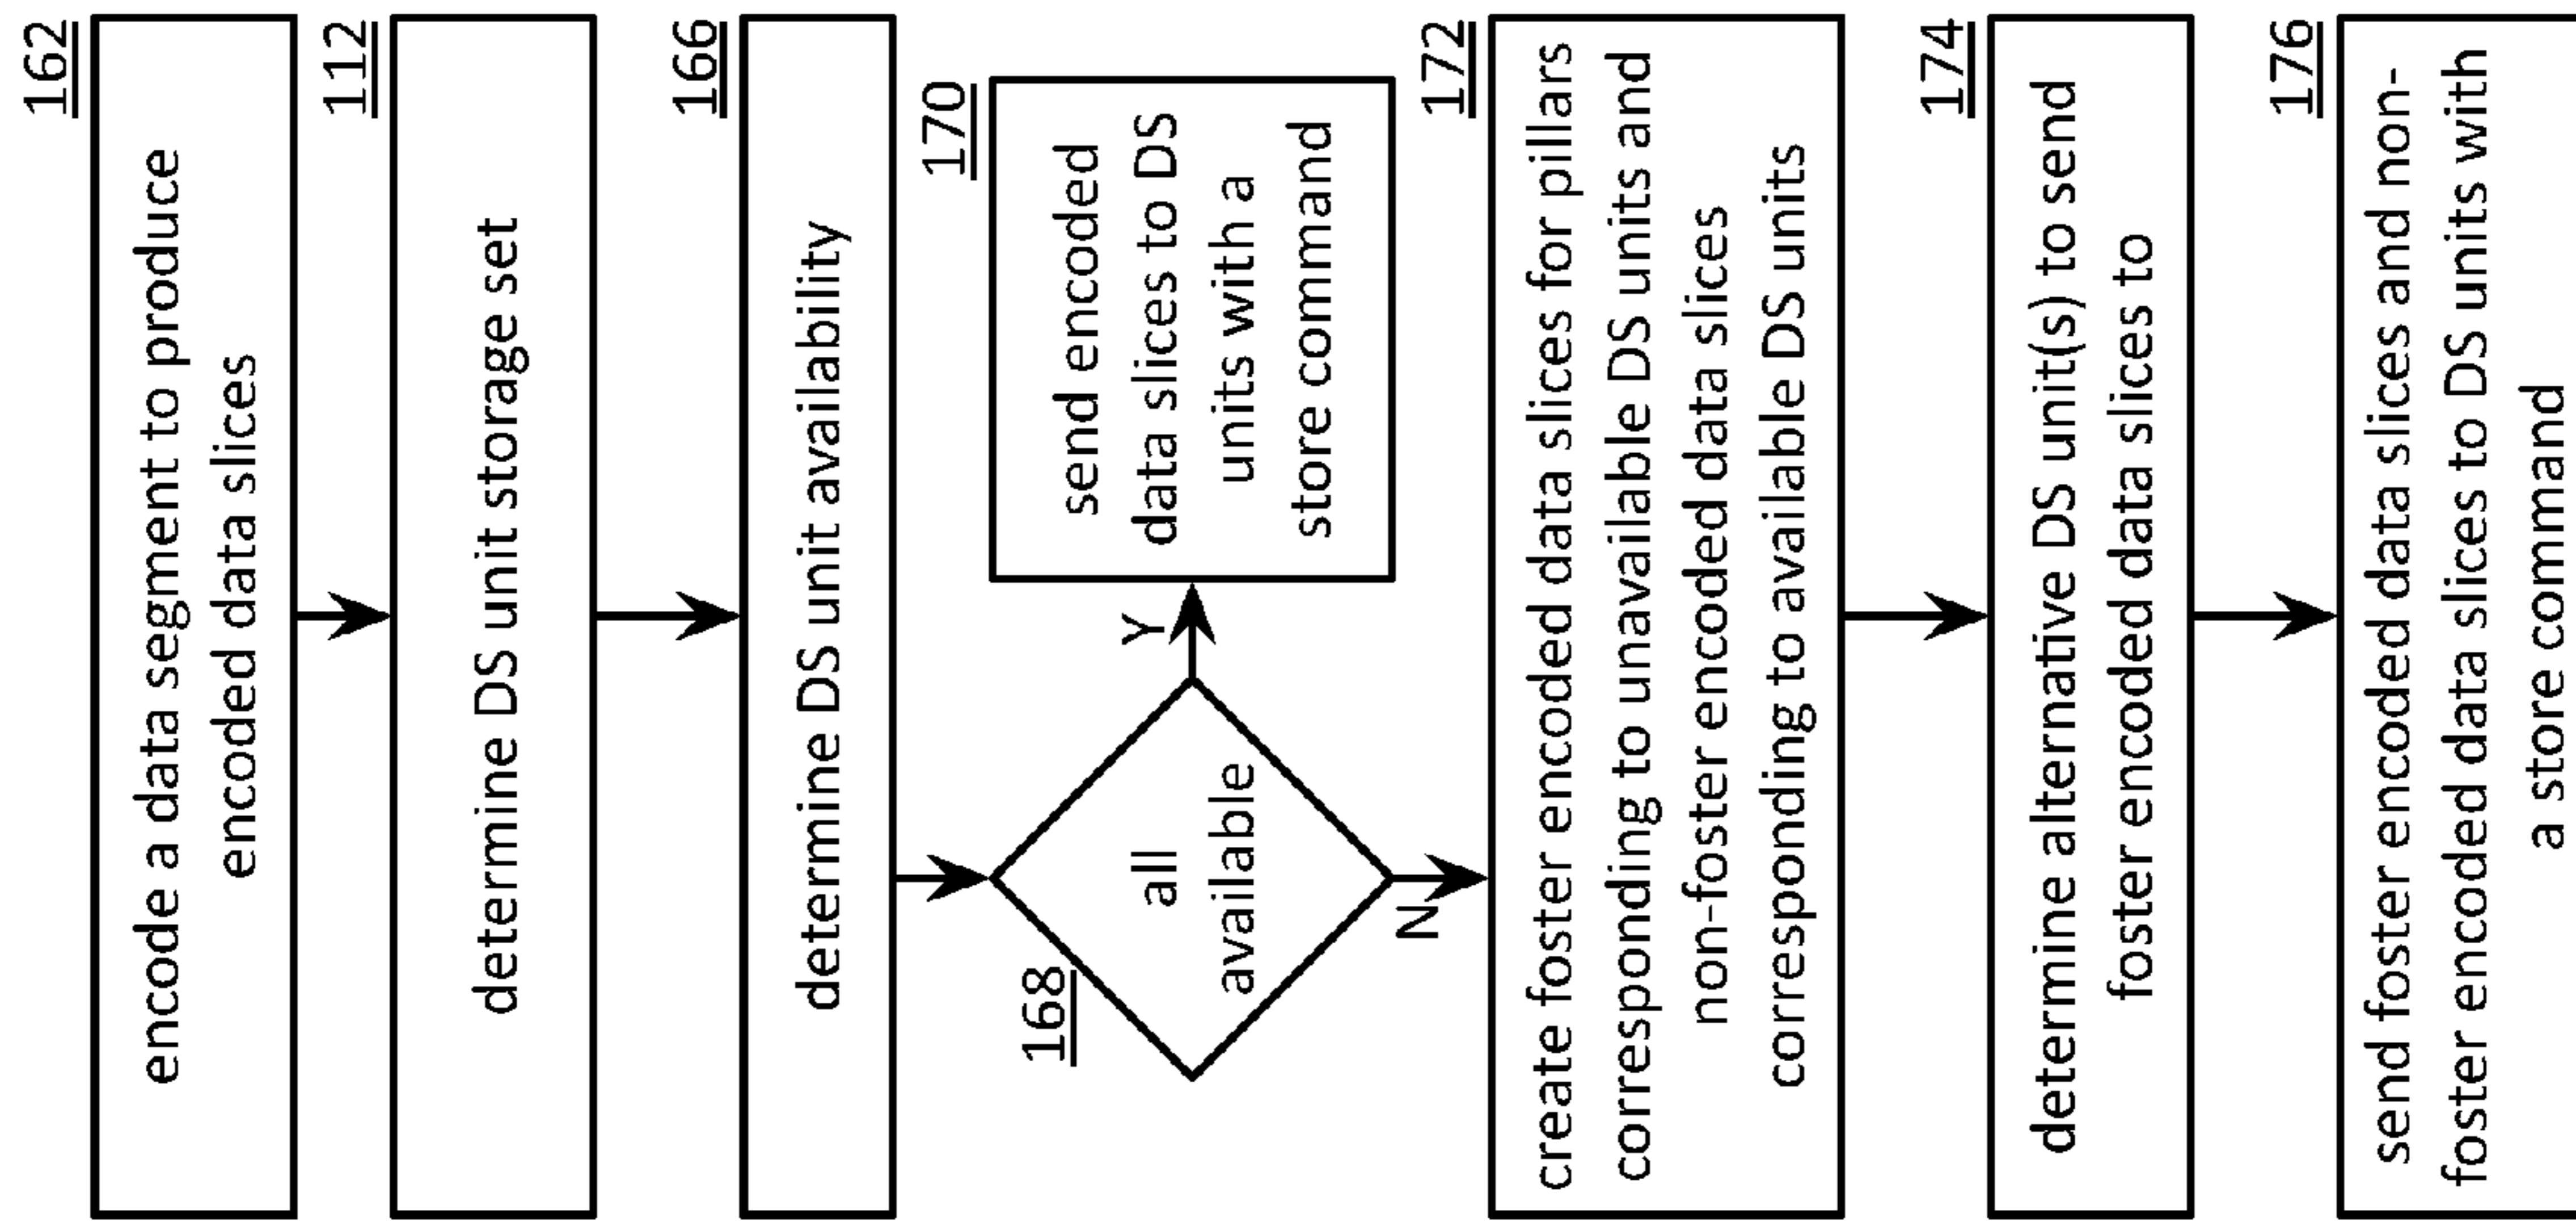 162
encode a data segment to produce
encoded data slices
112
determine DS unit storage set
166
determine DS unit availability
168
all
available
Y
170
send encoded
data slices to DS
units with a
store command
N
172
create foster encoded data slices for pillars
corresponding to unavailable DS units and
non-foster encoded data slices
corresponding to available DS units
174
determine alternative DS unit(s) to send
foster encoded data slices to
176
send foster encoded data slices and non-
foster encoded data slices to DS units with
a store command